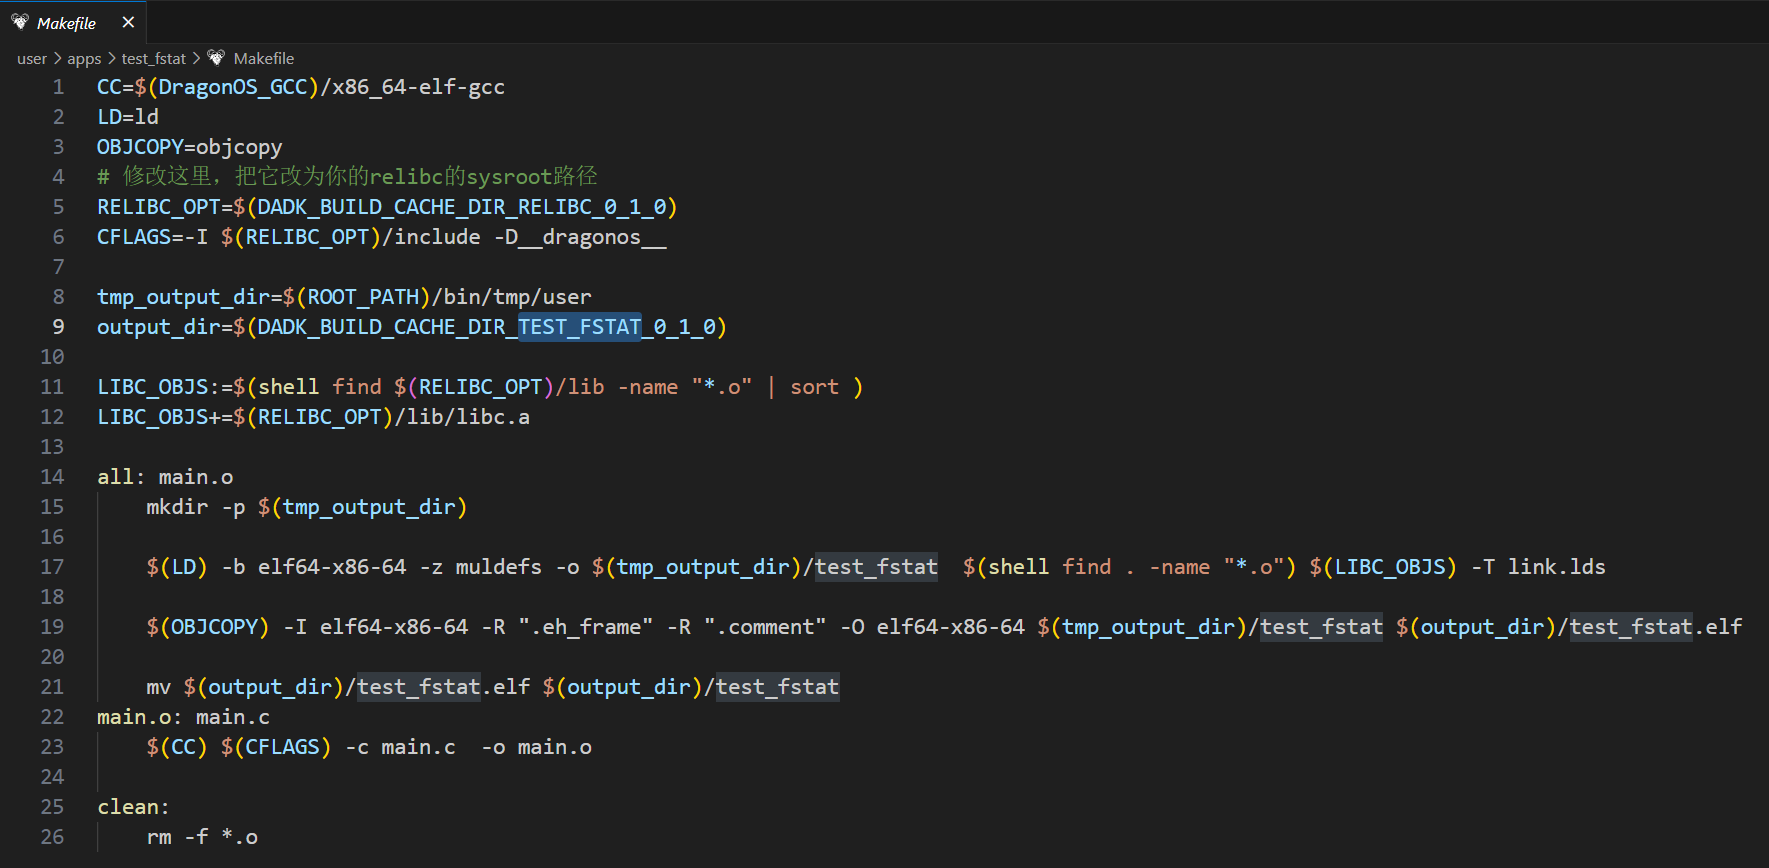 Makefile
user > apps > test_fstat > Makefile
1 CC=$(DragonOS_GCC)/x86_64-elf-gcc
2 LD=ld
3 OBJCOPY=objcopy
4 # 修改这里，把它改为你的relibc的sysroot路径
5 RELIBC_OPT=$(DADK_BUILD_CACHE_DIR_RELIBC_0_1_0)
6 CFLAGS=-I $(RELIBC_OPT)/include -D__dragonos__
7
8 tmp_output_dir=$(ROOT_PATH)/bin/tmp/user
9 output_dir=$(DADK_BUILD_CACHE_DIR_TEST_FSTAT_0_1_0)
10
11 LIBC_OBJS:=$(shell find $(RELIBC_OPT)/lib -name "*.o" | sort )
12 LIBC_OBJS+=$(RELIBC_OPT)/lib/libc.a
13
14 all: main.o
15 mkdir -p $(tmp_output_dir)
16
17 $(LD) -b elf64-x86-64 -z muldefs -o $(tmp_output_dir)/test_fstat  $(shell find . -name "*.o") $(LIBC_OBJS) -T link.lds
18
19 $(OBJCOPY) -I elf64-x86-64 -R ".eh_frame" -R ".comment" -O elf64-x86-64 $(tmp_output_dir)/test_fstat $(output_dir)/test_fstat.elf
20
21 mv $(output_dir)/test_fstat.elf $(output_dir)/test_fstat
22 main.o: main.c
23 $(CC) $(CFLAGS) -c main.c  -o main.o
24
25 clean:
26 rm -f *.o